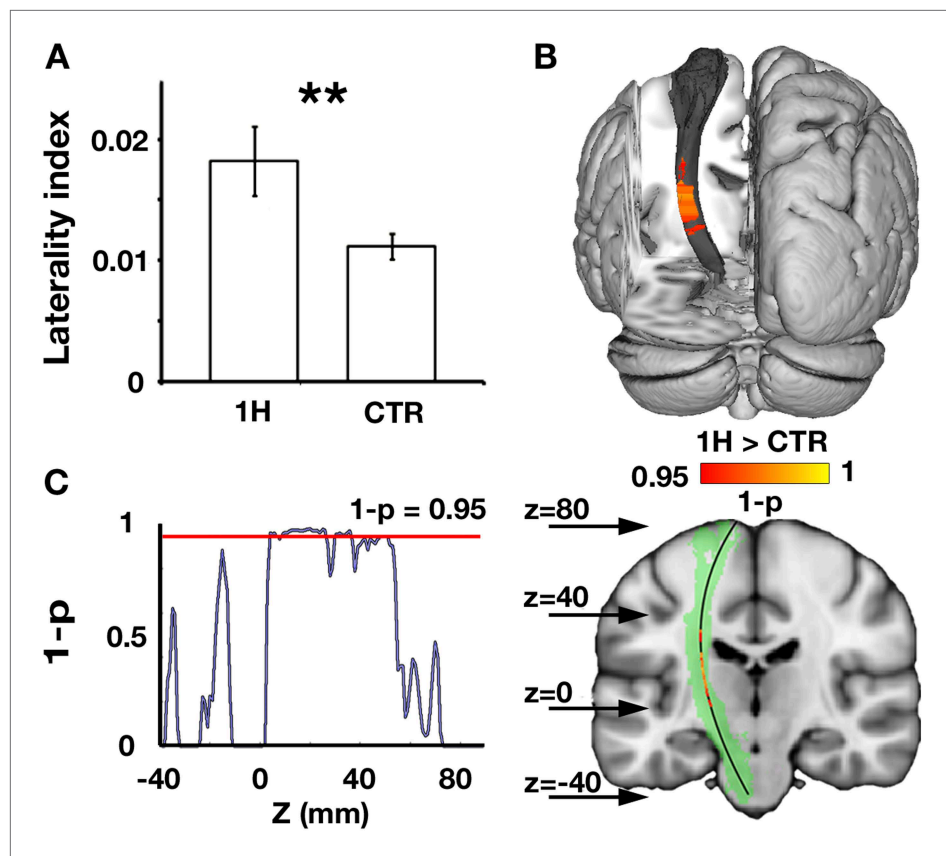 A
B
**
Laterality index
0.02
0.01
0
1H
CTR
1H > CTR
0.95
1
1-p
C
1-p = 0.95
1-p
1
0.5
0
-40
0
40
80
Z (mm)
z=80
z=40
z=0
z=-40